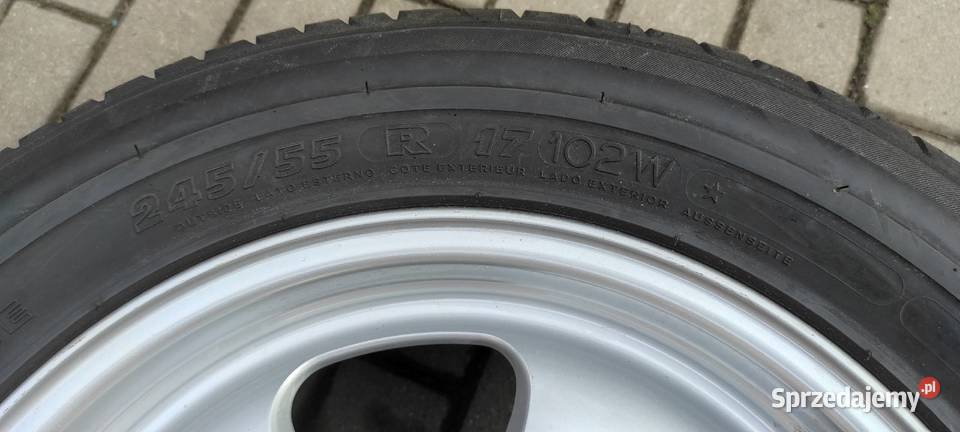 245/55 R 17 102W
OUTSIDE LATO ESTERNO COTE EXTERIEUR LADO EXTERIOR AUSSENSEITE
E
Sprzedajemy.pl